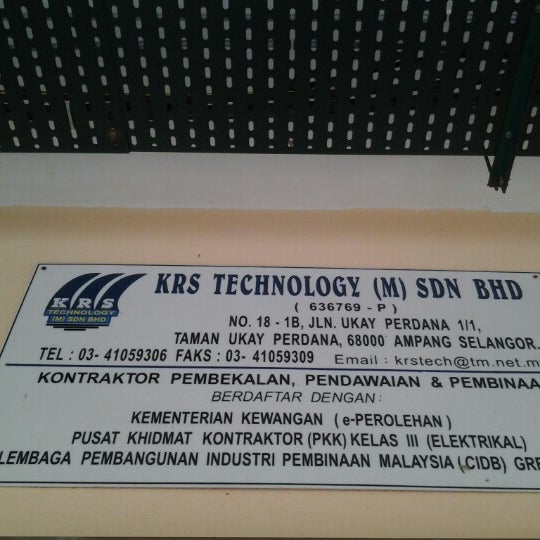 KRS
TECHNOLOGY
(M) SDN BHD
KRS TECHNOLOGY (M) SDN BHD
( 636769 - P )
NO. 18 - 1B, JLN. UKAY PERDANA 1/1,
TAMAN UKAY PERDANA, 68000 AMPANG SELANGOR.
TEL : 03- 41059306 FAKS : 03- 41059309 Email : krstech@tm.net.m
KONTRAKTOR PEMBEKALAN, PENDAWAIAN & PEMBINAA
BERDAFTAR DENGAN:
KEMENTERIAN KEWANGAN (e-PEROLEHAN)
PUSAT KHIDMAT KONTRAKTOR (PKK) KELAS III (ELEKTRIKAL)
LEMBAGA PEMBANGUNAN INDUSTRI PEMBINAAN MALAYSIA (CIDB)